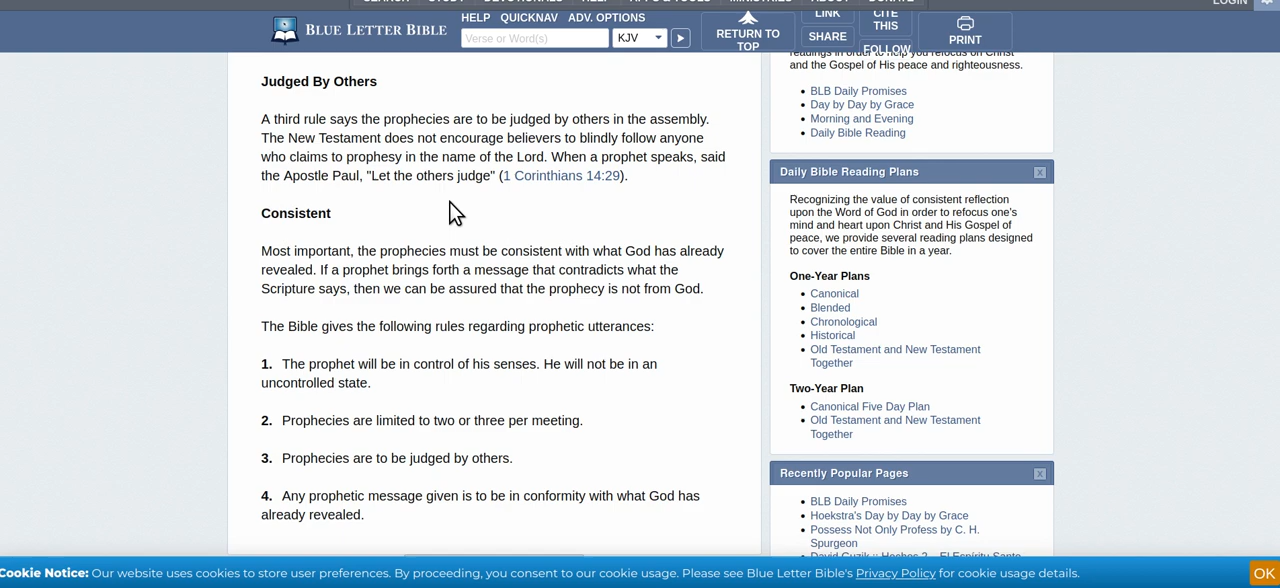 LOGIN
HELP QUICKNAV ADV. OPTIONS
BLUE LETTER BIBLE
Verse or Word(s)
KJV
RETURN TO
TOP
LINK
SHARE
CITE
THIS
FOLLOW
PRINT
Judged By Others
A third rule says the prophecies are to be judged by others in the assembly.
The New Testament does not encourage believers to blindly follow anyone
who claims to prophesy in the name of the Lord. When a prophet speaks, said
the Apostle Paul, "Let the others judge" (1 Corinthians 14:29).
Consistent
Most important, the prophecies must be consistent with what God has already
revealed. If a prophet brings forth a message that contradicts what the
Scripture says, then we can be assured that the prophecy is not from God.
The Bible gives the following rules regarding prophetic utterances:
1. The prophet will be in control of his senses. He will not be in an
uncontrolled state.
2. Prophecies are limited to two or three per meeting.
3. Prophecies are to be judged by others.
4. Any prophetic message given is to be in conformity with what God has
already revealed.
readings in order to help you refocus on Christ
and the Gospel of His peace and righteousness.
BLB Daily Promises
Day by Day by Grace
Morning and Evening
Daily Bible Reading
Daily Bible Reading Plans
Recognizing the value of consistent reflection
upon the Word of God in order to refocus one's
mind and heart upon Christ and His Gospel of
peace, we provide several reading plans designed
to cover the entire Bible in a year.
One-Year Plans
Canonical
Blended
Chronological
Historical
Old Testament and New Testament
Together
Two-Year Plan
Canonical Five Day Plan
Old Testament and New Testament
Together
Recently Popular Pages
BLB Daily Promises
Hoekstra's Day by Day by Grace
Possess Not Only Profess by C. H.
Spurgeon
David Guzik :: Hechos 2 – El Espíritu Santo
Cookie Notice: Our website uses cookies to store user preferences. By proceeding, you consent to our cookie usage. Please see Blue Letter Bible's Privacy Policy for cookie usage details.
OK